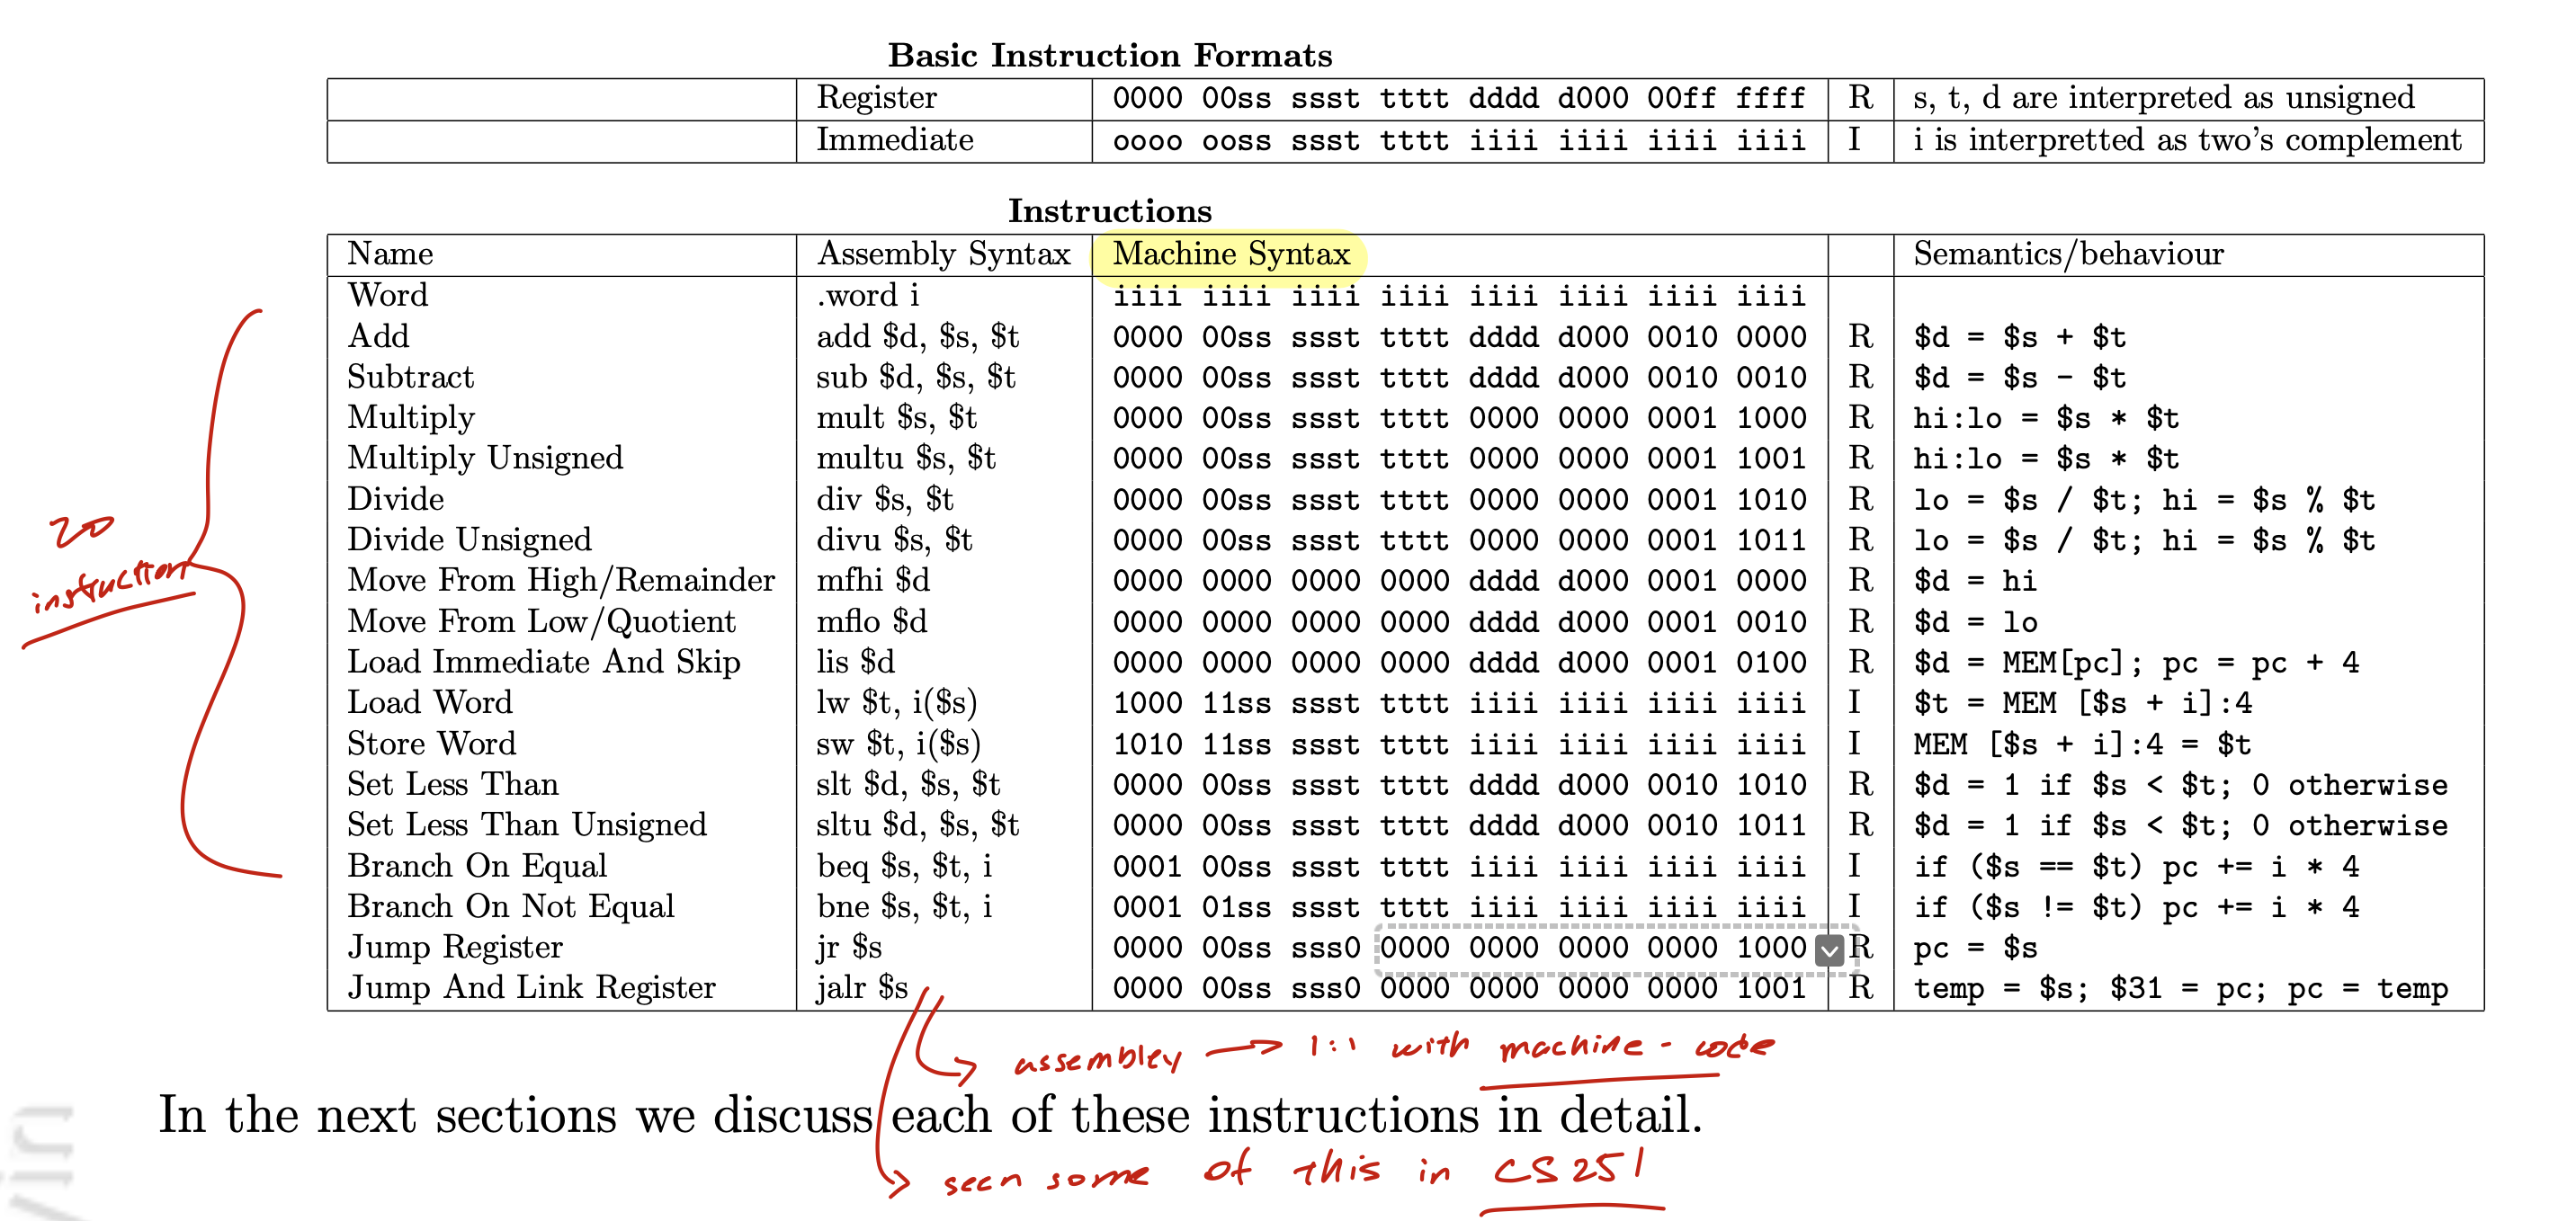 Basic Instruction Formats
Register 0000 00ss ssst tttt dddd d000 00ff ffff R s, t, d are interpreted as unsigned
Immediate oooo ooss ssst tttt iiii iiii iiii iiii I i is interpretted as two's complement
Instructions
Name Assembly Syntax Machine Syntax Semantics/behaviour
Word .word i iiii iiii iiii iiii iiii iiii iiii iiii
Add add $d, $s, $t 0000 00ss ssst tttt dddd d000 0010 0000 R $d = $s + $t
Subtract sub $d, $s, $t 0000 00ss ssst tttt dddd d000 0010 0010 R $d = $s - $t
Multiply mult $s, $t 0000 00ss ssst tttt 0000 0000 0001 1000 R hi:lo = $s * $t
Multiply Unsigned multu $s, $t 0000 00ss ssst tttt 0000 0000 0001 1001 R hi:lo = $s * $t
Divide div $s, $t 0000 00ss ssst tttt 0000 0000 0001 1010 R lo = $s / $t; hi = $s % $t
Divide Unsigned divu $s, $t 0000 00ss ssst tttt 0000 0000 0001 1011 R lo = $s / $t; hi = $s % $t
Move From High/Remainder mfhi $d 0000 0000 0000 0000 dddd d000 0001 0000 R $d = hi
Move From Low/Quotient mflo $d 0000 0000 0000 0000 dddd d000 0001 0010 R $d = lo
Load Immediate And Skip lis $d 0000 0000 0000 0000 dddd d000 0001 0100 R $d = MEM[pc]; pc = pc + 4
Load Word lw $t, i($s) 1000 11ss ssst tttt iiii iiii iiii iiii I $t = MEM [$s + i]:4
Store Word sw $t, i($s) 1010 11ss ssst tttt iiii iiii iiii iiii I MEM [$s + i]:4 = $t
Set Less Than slt $d, $s, $t 0000 00ss ssst tttt dddd d000 0010 1010 R $d = 1 if $s < $t; 0 otherwise
Set Less Than Unsigned sltu $d, $s, $t 0000 00ss ssst tttt dddd d000 0010 1011 R $d = 1 if $s < $t; 0 otherwise
Branch On Equal beq $s, $t, i 0001 00ss ssst tttt iiii iiii iiii iiii I if ($s == $t) pc += i * 4
Branch On Not Equal bne $s, $t, i 0001 01ss ssst tttt iiii iiii iiii iiii I if ($s != $t) pc += i * 4
Jump Register jr $s 0000 00ss sss0 0000 0000 0000 0000 1000 R pc = $s
Jump And Link Register jalr $s 0000 00ss sss0 0000 0000 0000 0000 1001 R temp = $s; $31 = pc; pc = temp
20
instruction
assembley → 1:1 with machine-code
In the next sections we discuss each of these instructions in detail.
seen some of this in CS251